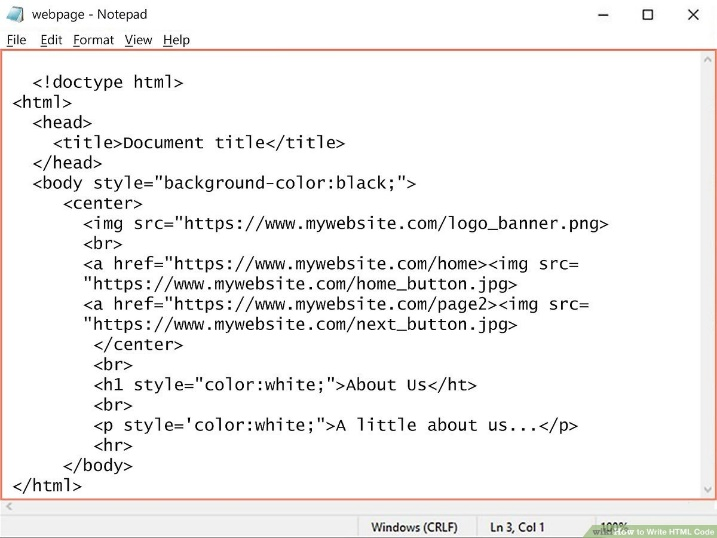 webpage - Notepad
File Edit Format View Help
<!doctype html>
<html>
<head>
<title>Document title</title>
</head>
<body style="background-color:black;">
<center>
<img src="https://www.mywebsite.com/logo_banner.png>
<br>
<a href="https://www.mywebsite.com/home><img src=
"https://www.mywebsite.com/home_button.jpg>
<a href="https://www.mywebsite.com/page2><img src=
"https://www.mywebsite.com/next_button.jpg>
</center>
<br>
<h1 style="color:white;">About Us</ht>
<br>
<p style='color:white;">A little about us...</p>
<hr>
</body>
</html>
Windows (CRLF) Ln 3, Col 1 100%
wikiHow to Write HTML Code